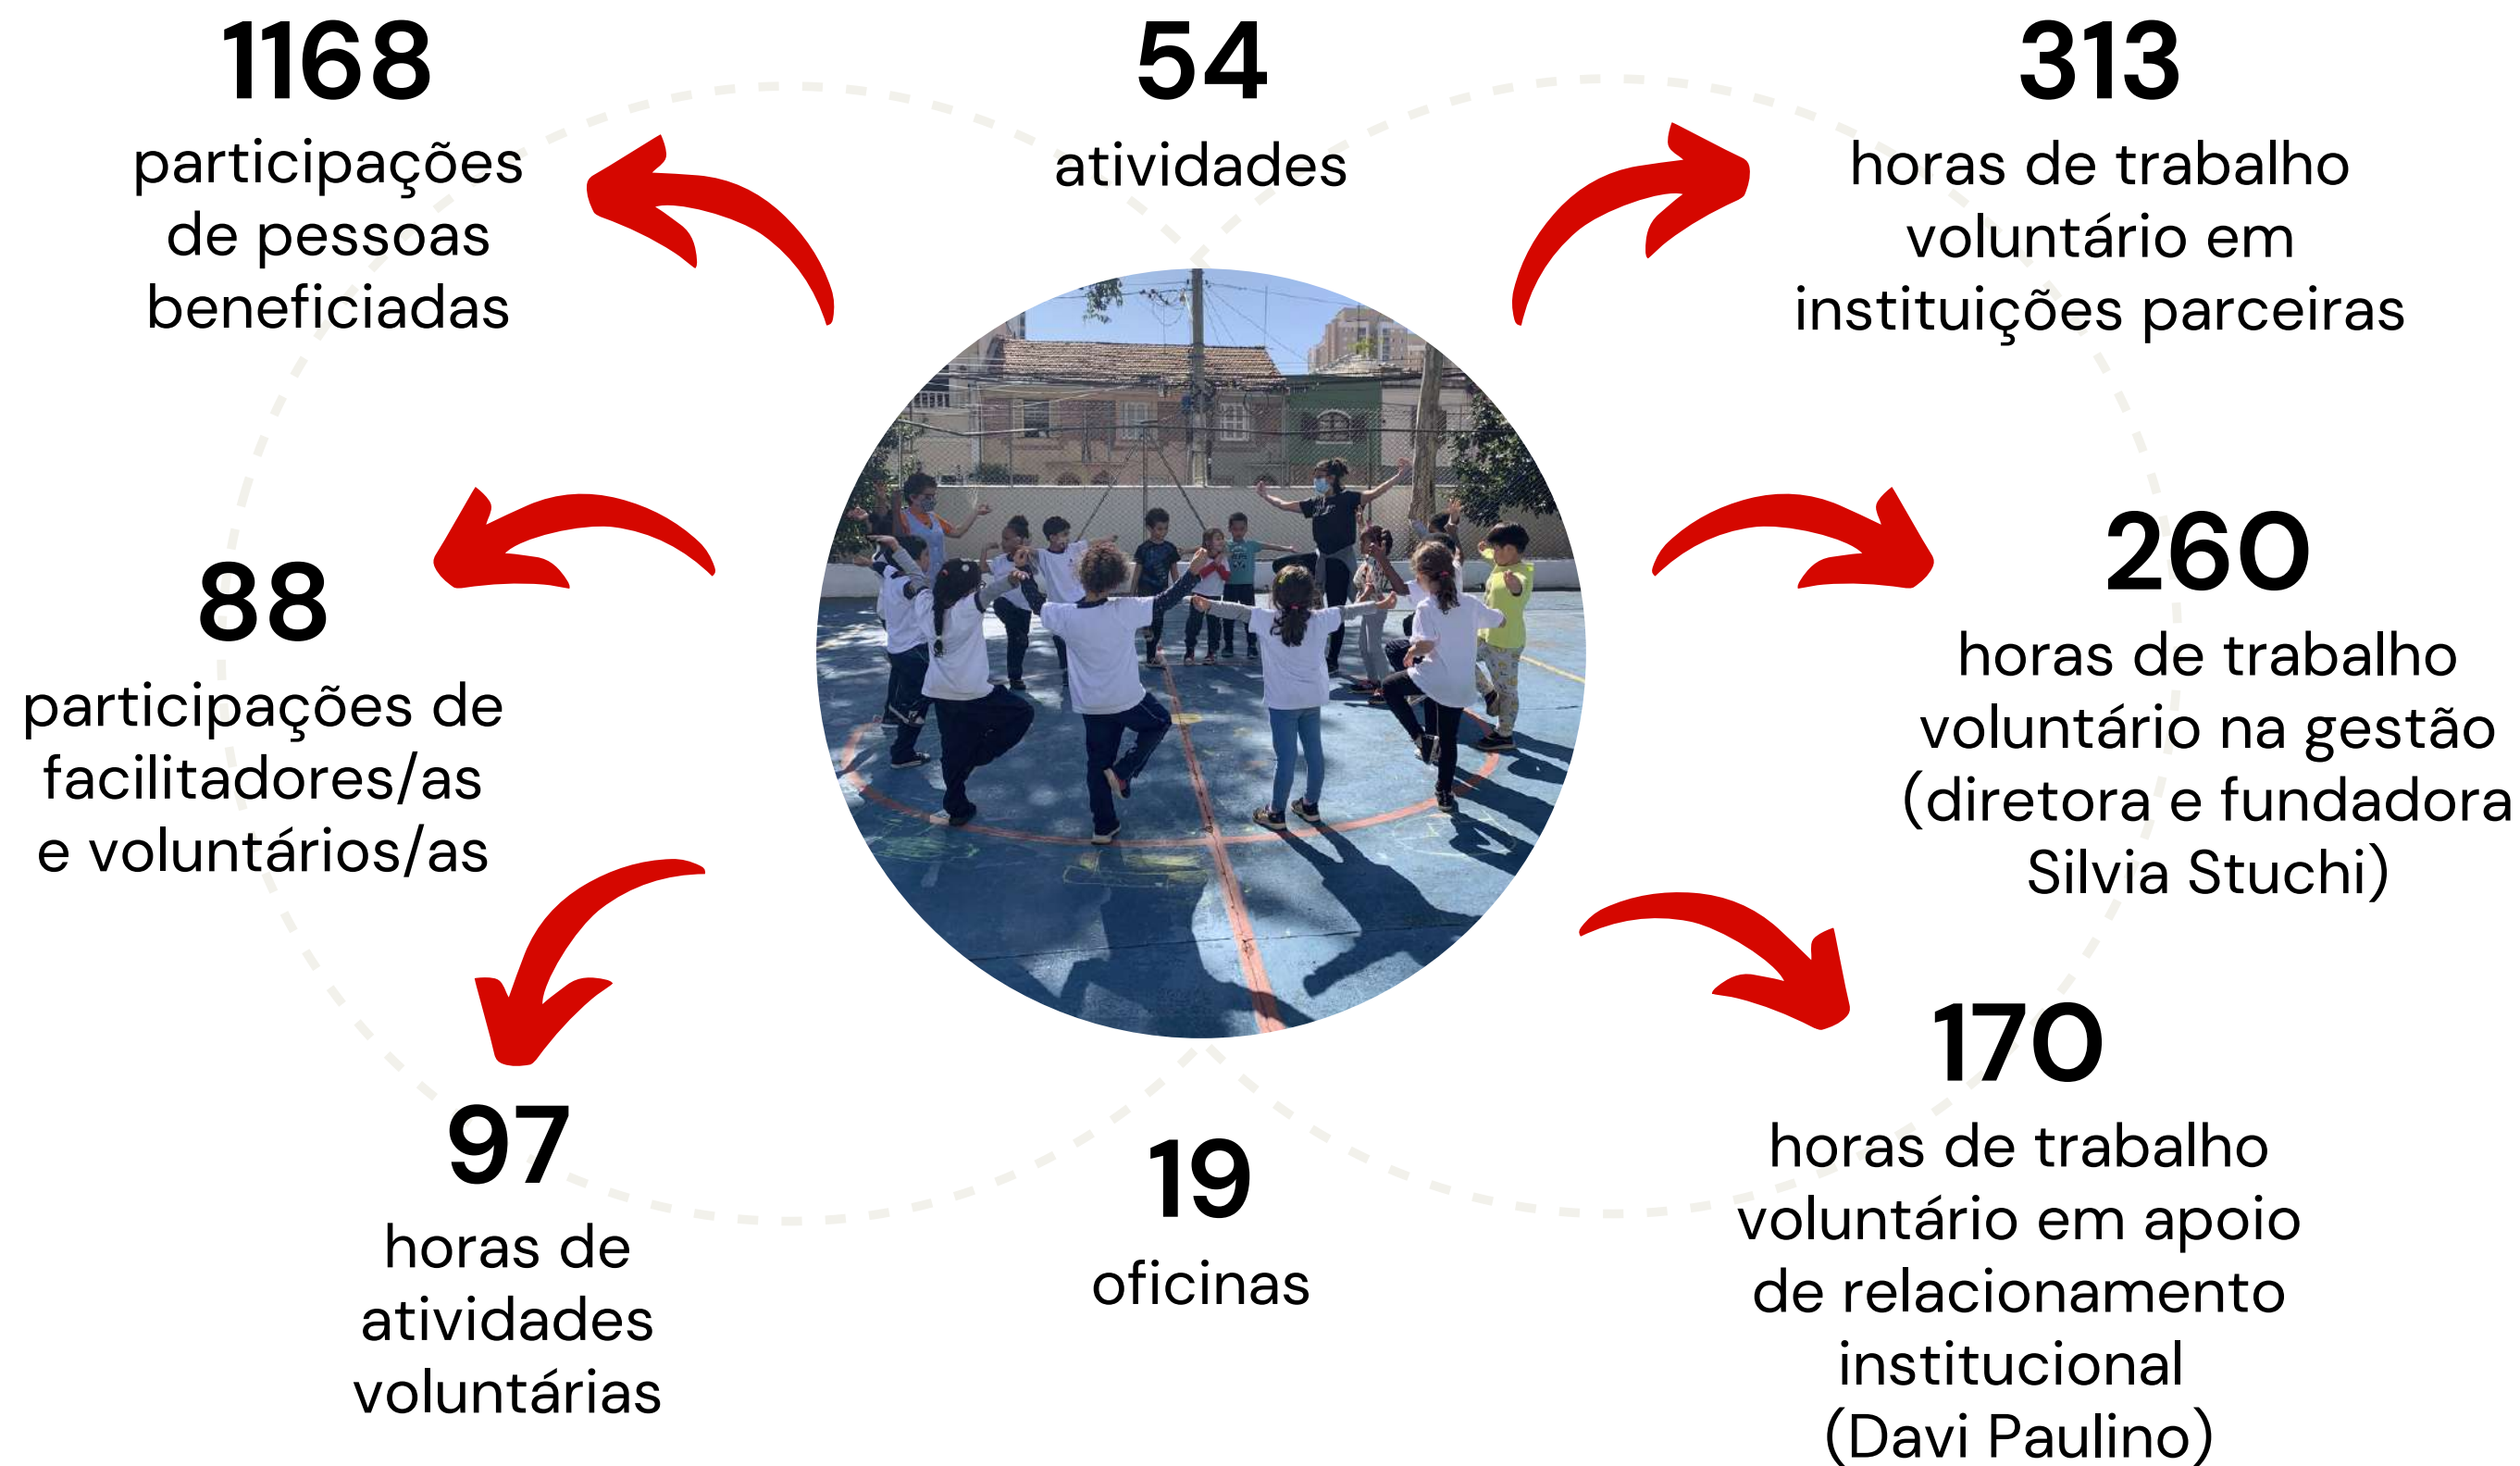 1168
participações
de pessoas
beneficiadas
54
atividades
313
horas de trabalho
voluntário em
instituições parceiras
88
participações de
facilitadores/as
e voluntários/as
260
horas de trabalho
voluntário na gestão
(diretora e fundadora
Silvia Stuchi)
97
horas de
atividades
voluntárias
19
oficinas
170
horas de trabalho
voluntário em apoio
de relacionamento
institucional
(Davi Paulino)